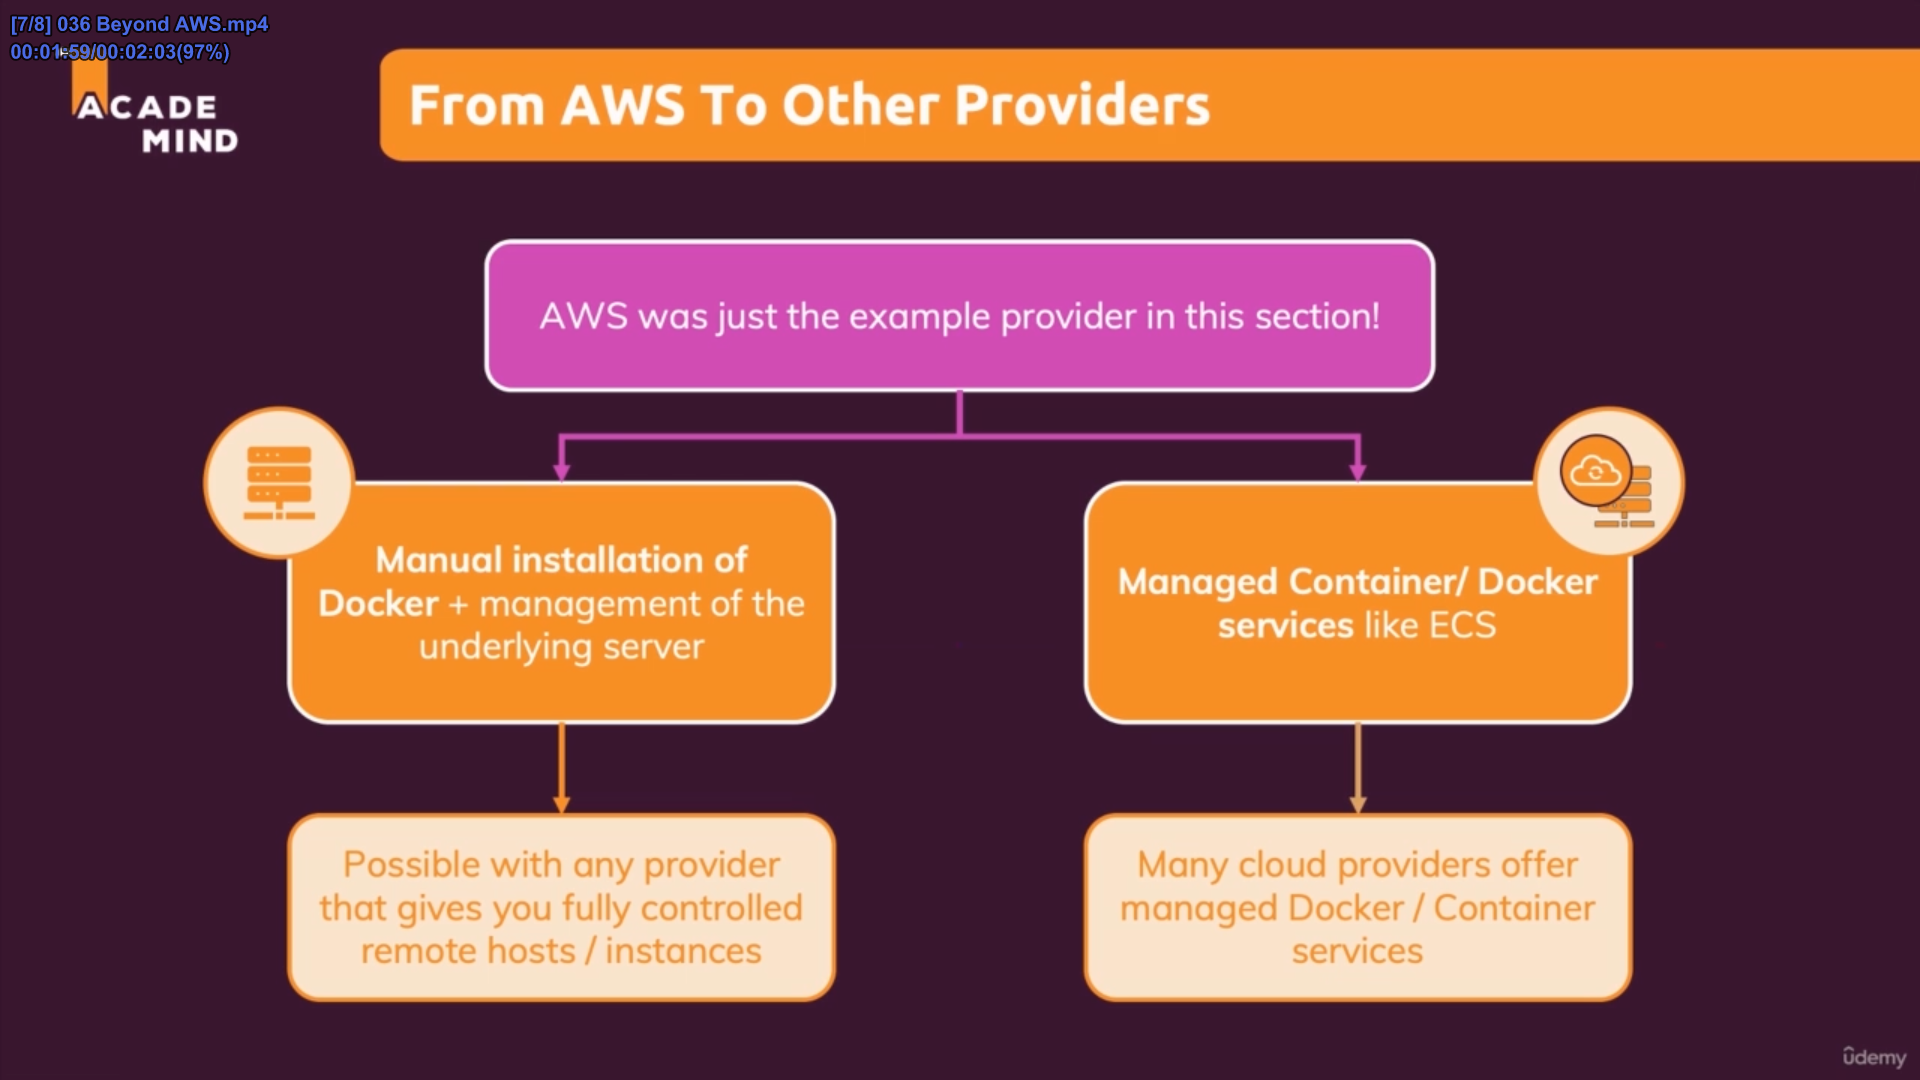 [7/8] 036 Beyond AWS.mp4
00:01:59/00:02:03(97%)
ACADE
MIND
From AWS To Other Providers
AWS was just the example provider in this section!
Manual installation of
Docker + management of the
underlying server
Managed Container/ Docker
services like ECS
Possible with any provider
that gives you fully controlled
remote hosts / instances
Many cloud providers offer
managed Docker / Container
services
ûdemy